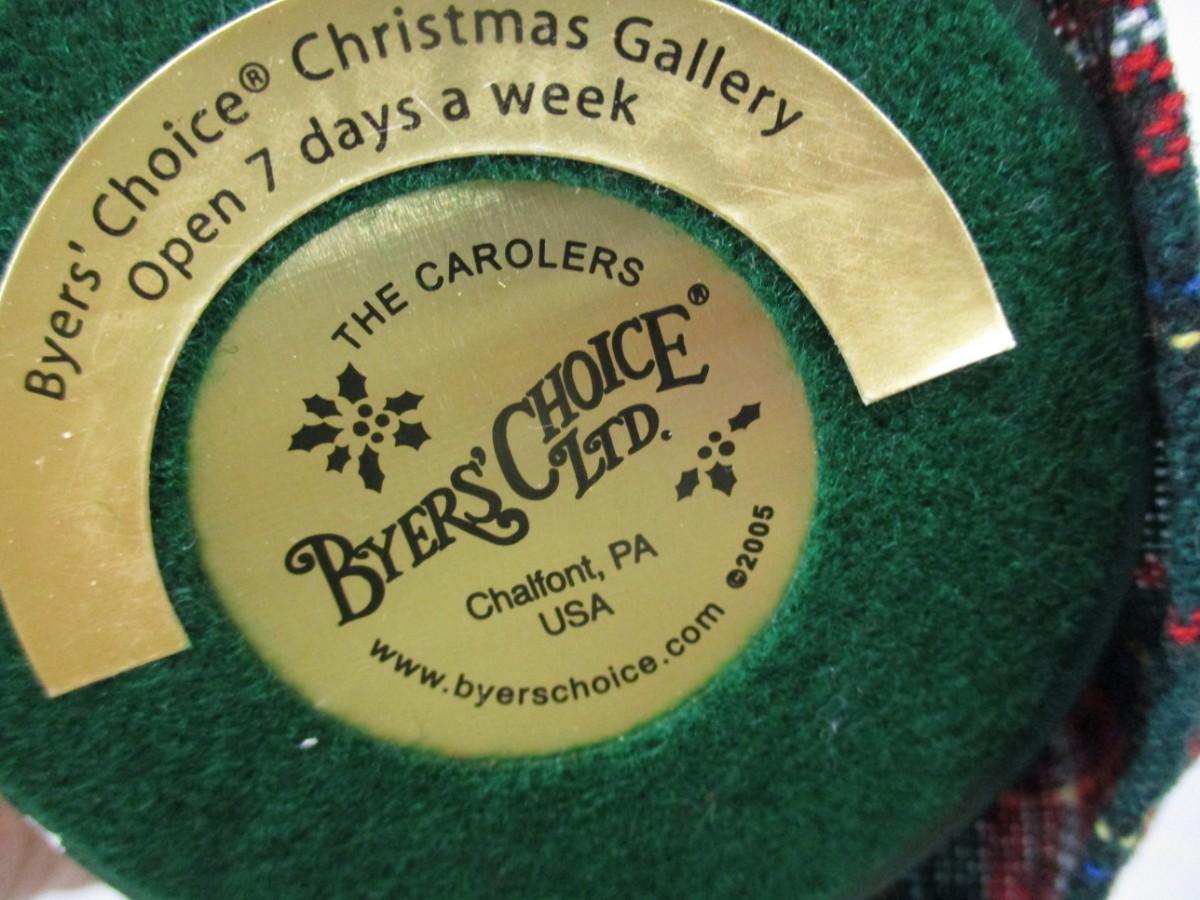 Byers' Choice® Christmas Gallery
Open 7 days a week
THE CAROLERS
BYERS' CHOICE®
LTD.
Chalfont, PA
USA
www.byerschoice.com ©2005